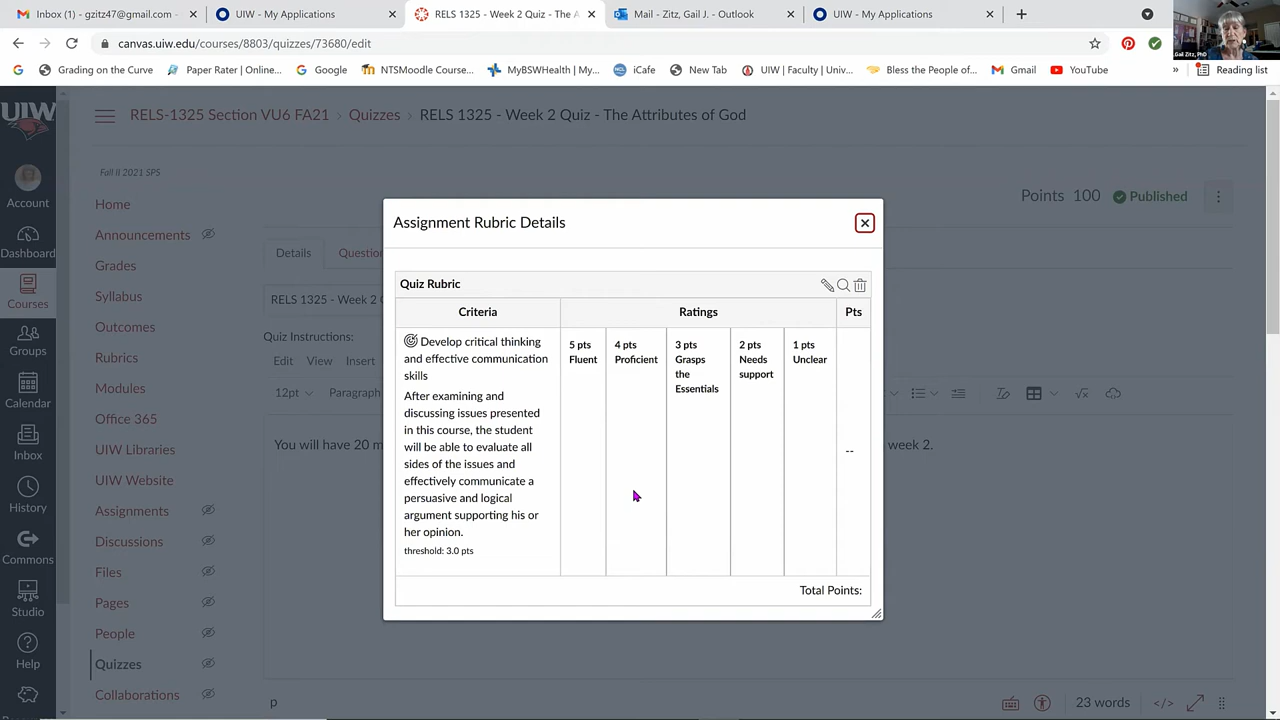 Inbox (1) - gzitz47@gmail.com
UIW - My Applications
RELS 1325 - Week 2 Quiz - The A
Mail - Zitz, Gail J. - Outlook
UIW - My Applications
canvas.uiw.edu/courses/8803/quizzes/73680/edit
Gail Zitz, PhD
Grading on the Curve
Paper Rater | Online...
Google
NTSMoodle Cours...
MyBSWHealth | My...
iCafe
New Tab
UIW | Faculty | Univ...
Bless the People of...
Gmail
YouTube
»
Reading list
UIW
RELS-1325 Section VU6 FA21 > Quizzes > RELS 1325 - Week 2 Quiz - The Attributes of God
Account
Dashboard
Courses
Groups
Calendar
Inbox
History
Commons
Studio
Help
Fall II 2021 SPS
Home
Announcements
Grades
Syllabus
Outcomes
Rubrics
Modules
Office 365
UIW Libraries
UIW Website
Assignments
Discussions
Files
Pages
People
Quizzes
Collaborations
Points 100 Published
Details
Question
RELS 1325 - Week 2
Quiz Instructions:
Edit View Insert
12pt Paragraph
You will have 20 m
week 2.
p
23 words
</>
Assignment Rubric Details
Quiz Rubric
Criteria
Ratings
Pts
Develop critical thinking
and effective communication
skills
After examining and
discussing issues presented
in this course, the student
will be able to evaluate all
sides of the issues and
effectively communicate a
persuasive and logical
argument supporting his or
her opinion.
threshold: 3.0 pts
5 pts
Fluent
4 pts
Proficient
3 pts
Grasps
the
Essentials
2 pts
Needs
support
1 pts
Unclear
--
Total Points: